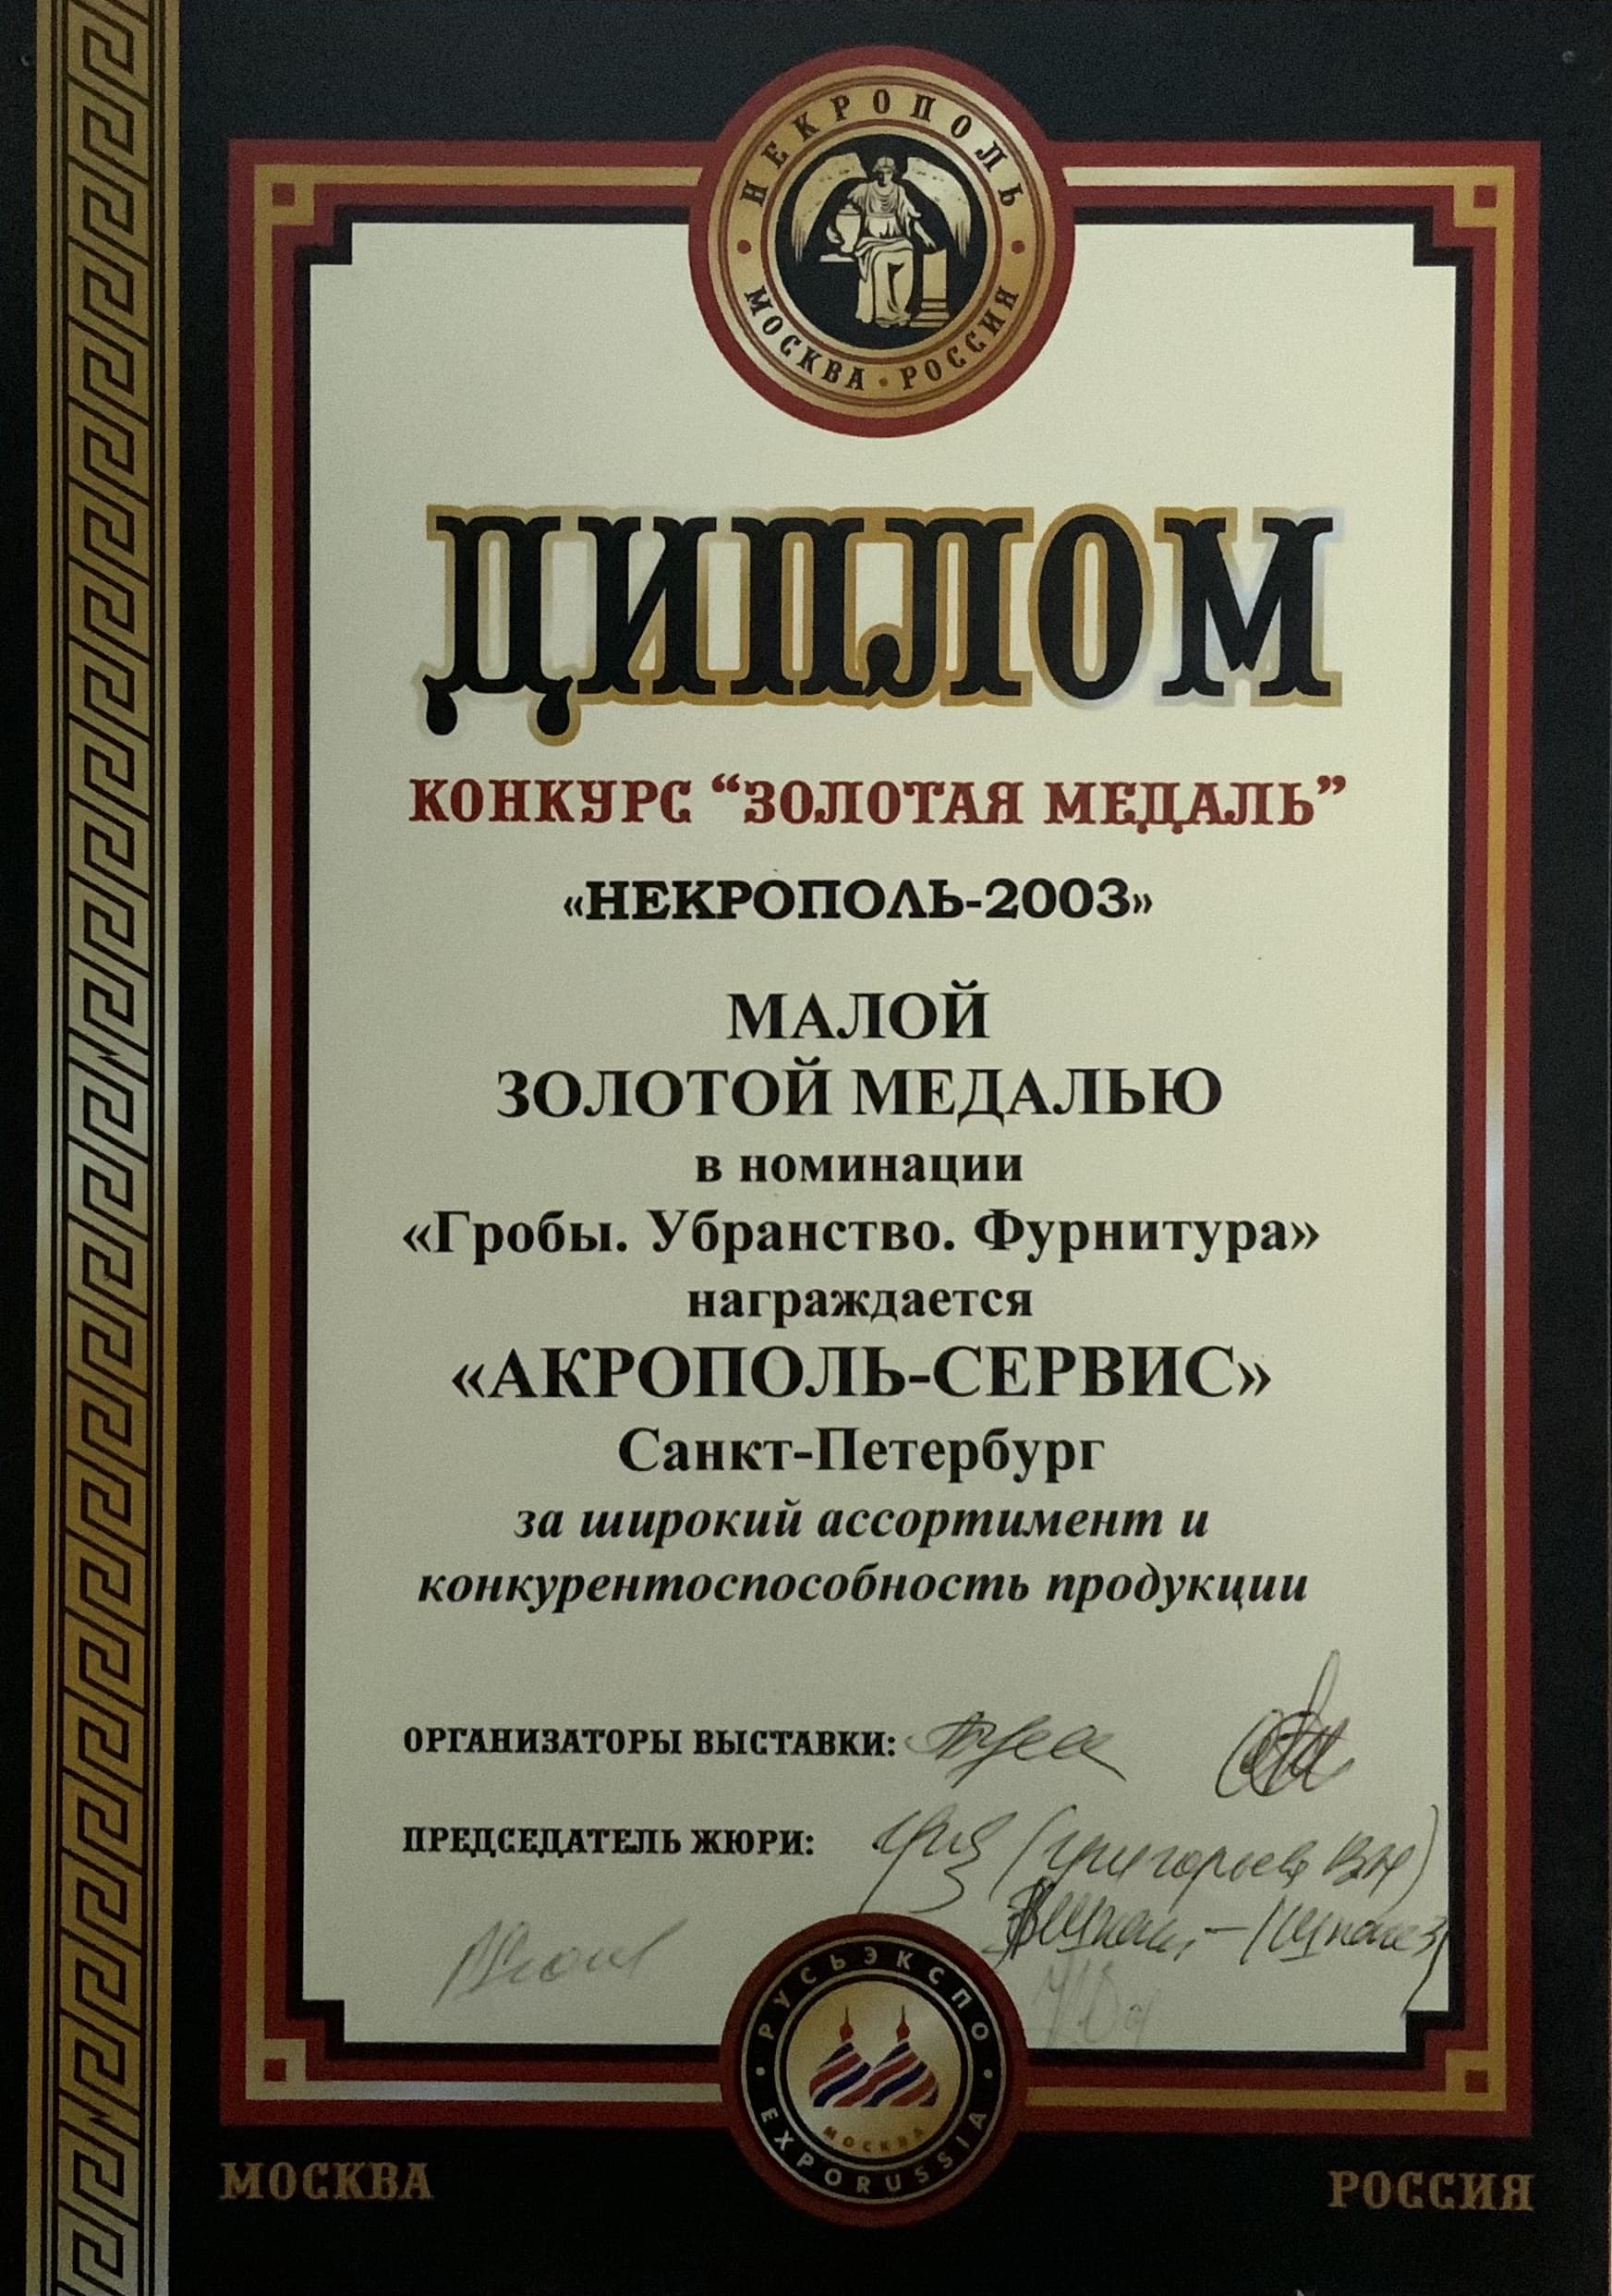 НЕКРОПОЛЬ
МОСКВА · РОССИЯ
ДИПЛОМ
КОНКУРС “ЗОЛОТАЯ МЕДАЛЬ”
«НЕКРОПОЛЬ-2003»
МАЛОЙ
ЗОЛОТОЙ МЕДАЛЬЮ
в номинации
«Гробы. Убранство. Фурнитура»
награждается
«АКРОПОЛЬ-СЕРВИС»
Санкт-Петербург
за широкий ассортимент и
конкурентоспособность продукции
ОРГАНИЗАТОРЫ ВЫСТАВКИ:
ПРЕДСЕДАТЕЛЬ ЖЮРИ:
РУСЬЭКСПО
МОСКВА
EXPORUSSIA
МОСКВА
РОССИЯ